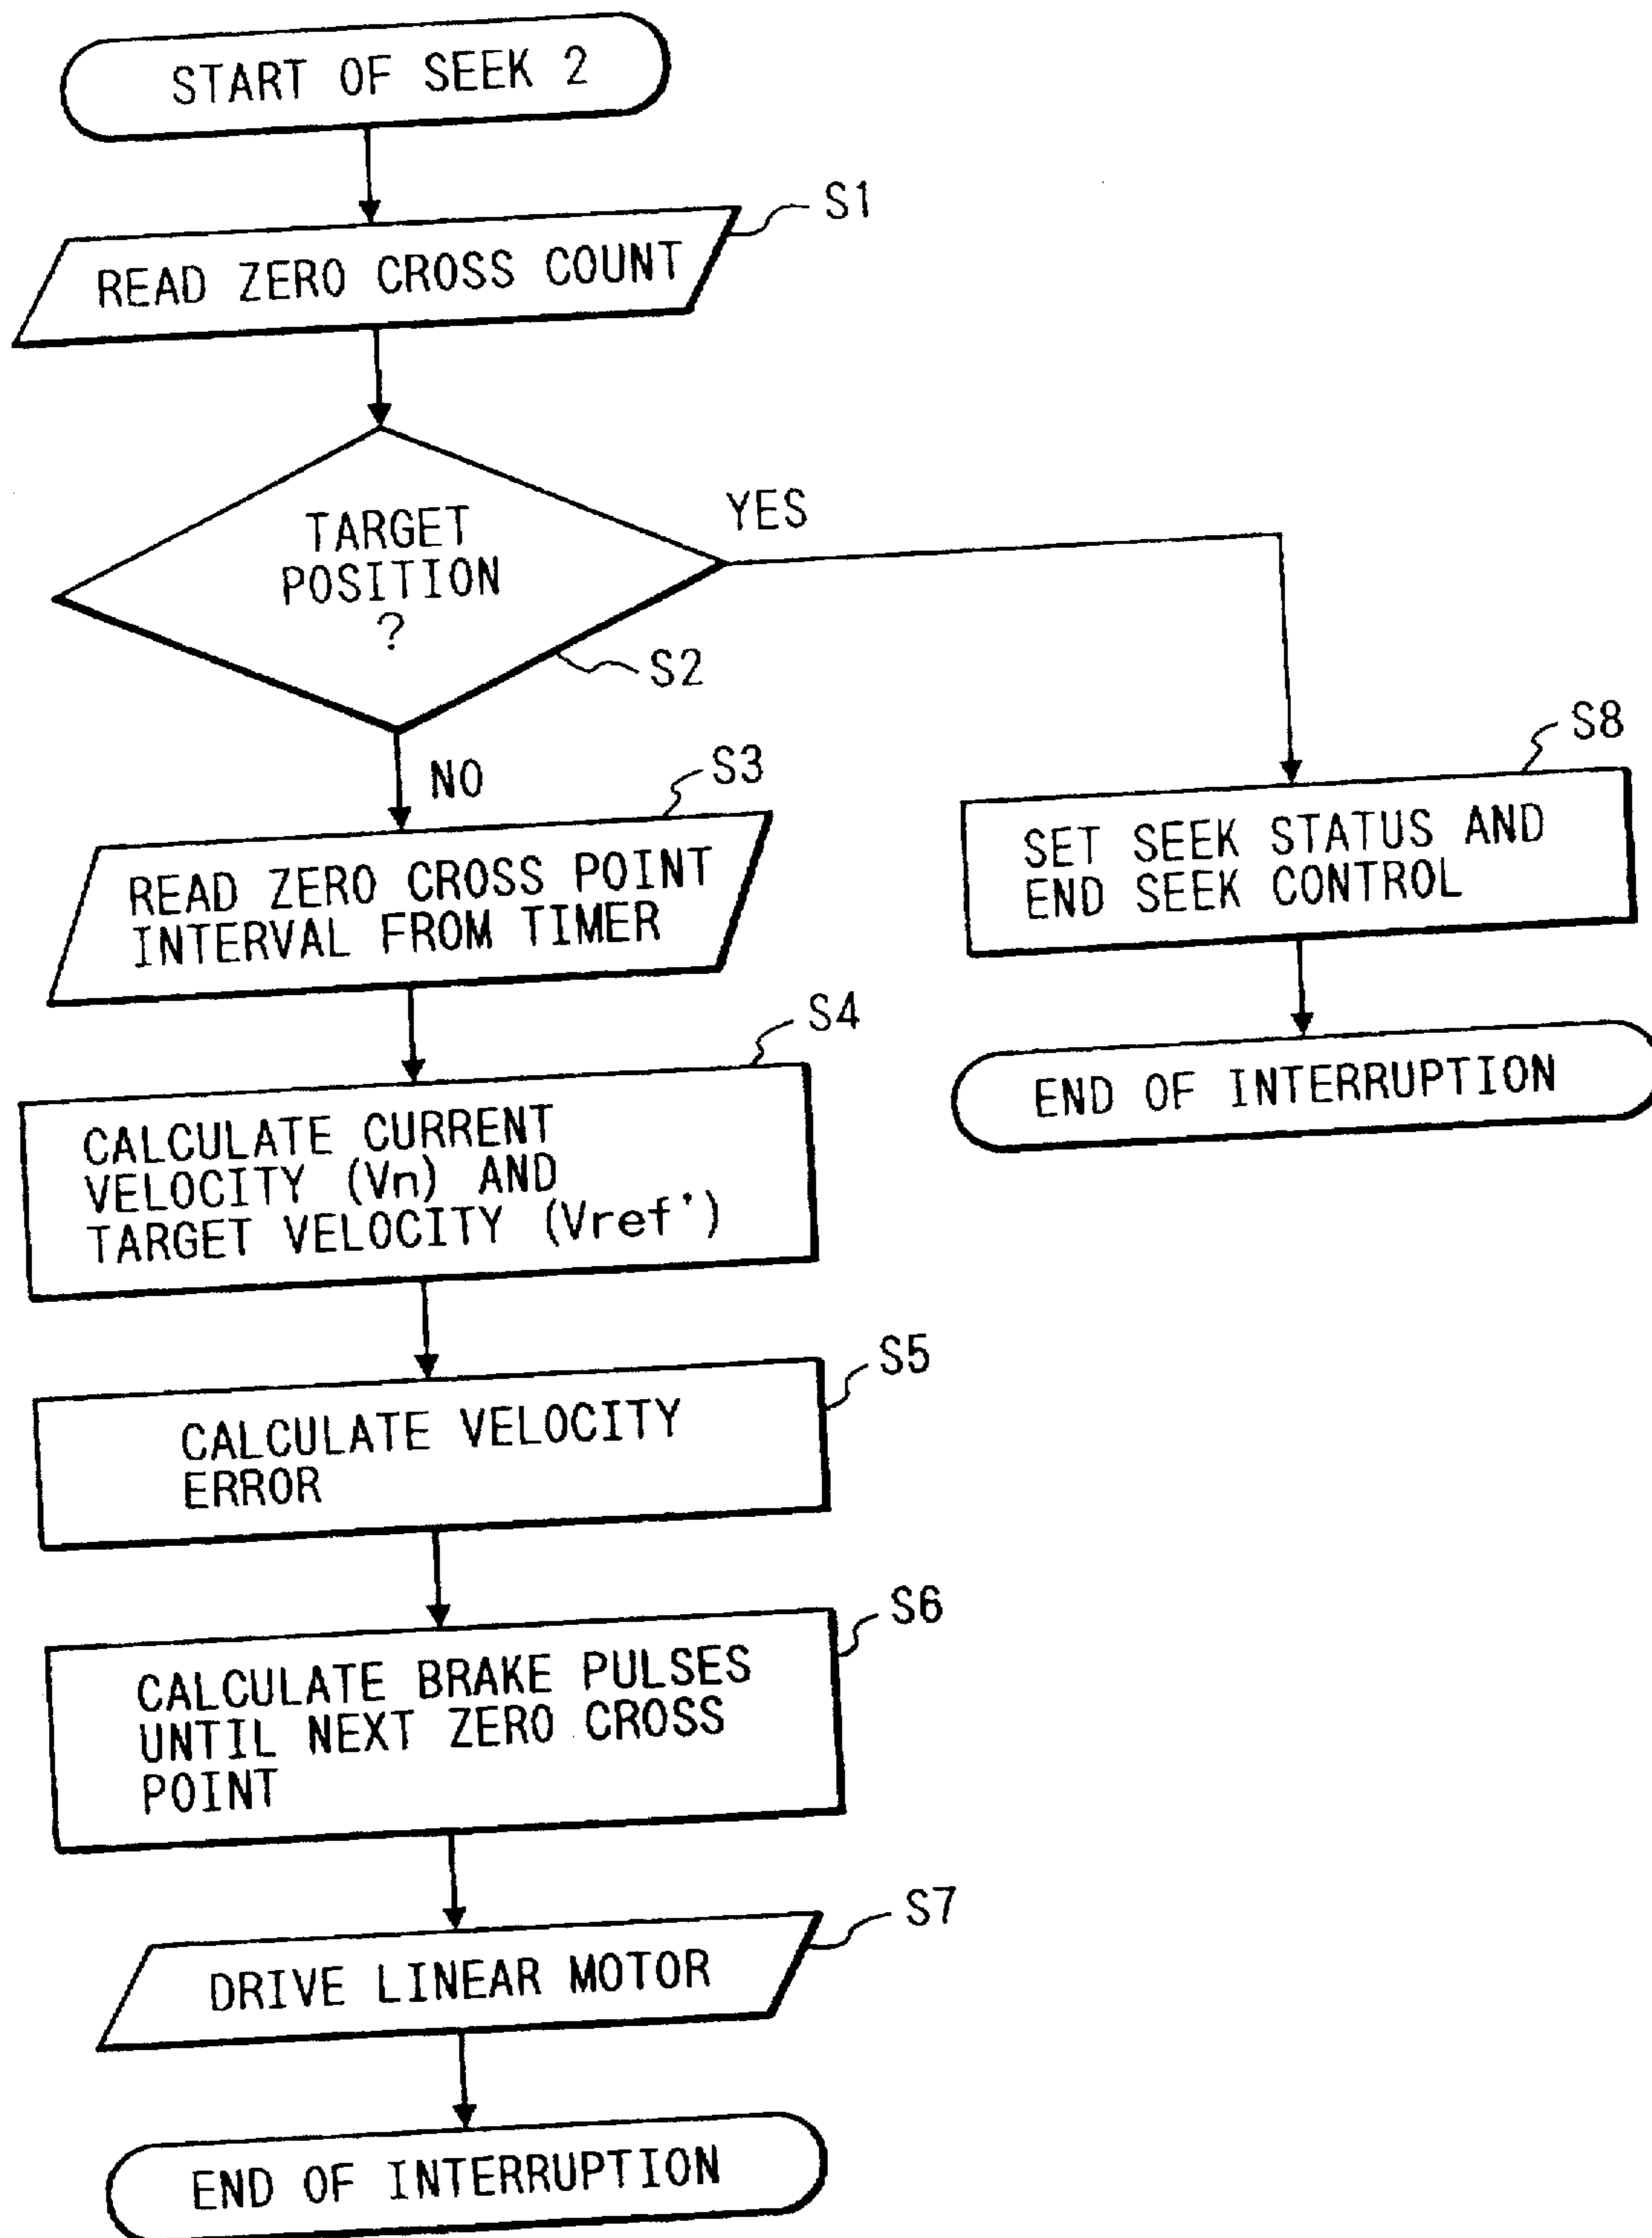 START OF SEEK 2
S1
READ ZERO CROSS COUNT
TARGET
POSITION
?
YES
S2
NO
S3
READ ZERO CROSS POINT
INTERVAL FROM TIMER
S8
SET SEEK STATUS AND
END SEEK CONTROL
END OF INTERRUPTION
S4
CALCULATE CURRENT
VELOCITY (Vn) AND
TARGET VELOCITY (Vref')
S5
CALCULATE VELOCITY
ERROR
S6
CALCULATE BRAKE PULSES
UNTIL NEXT ZERO CROSS
POINT
S7
DRIVE LINEAR MOTOR
END OF INTERRUPTION